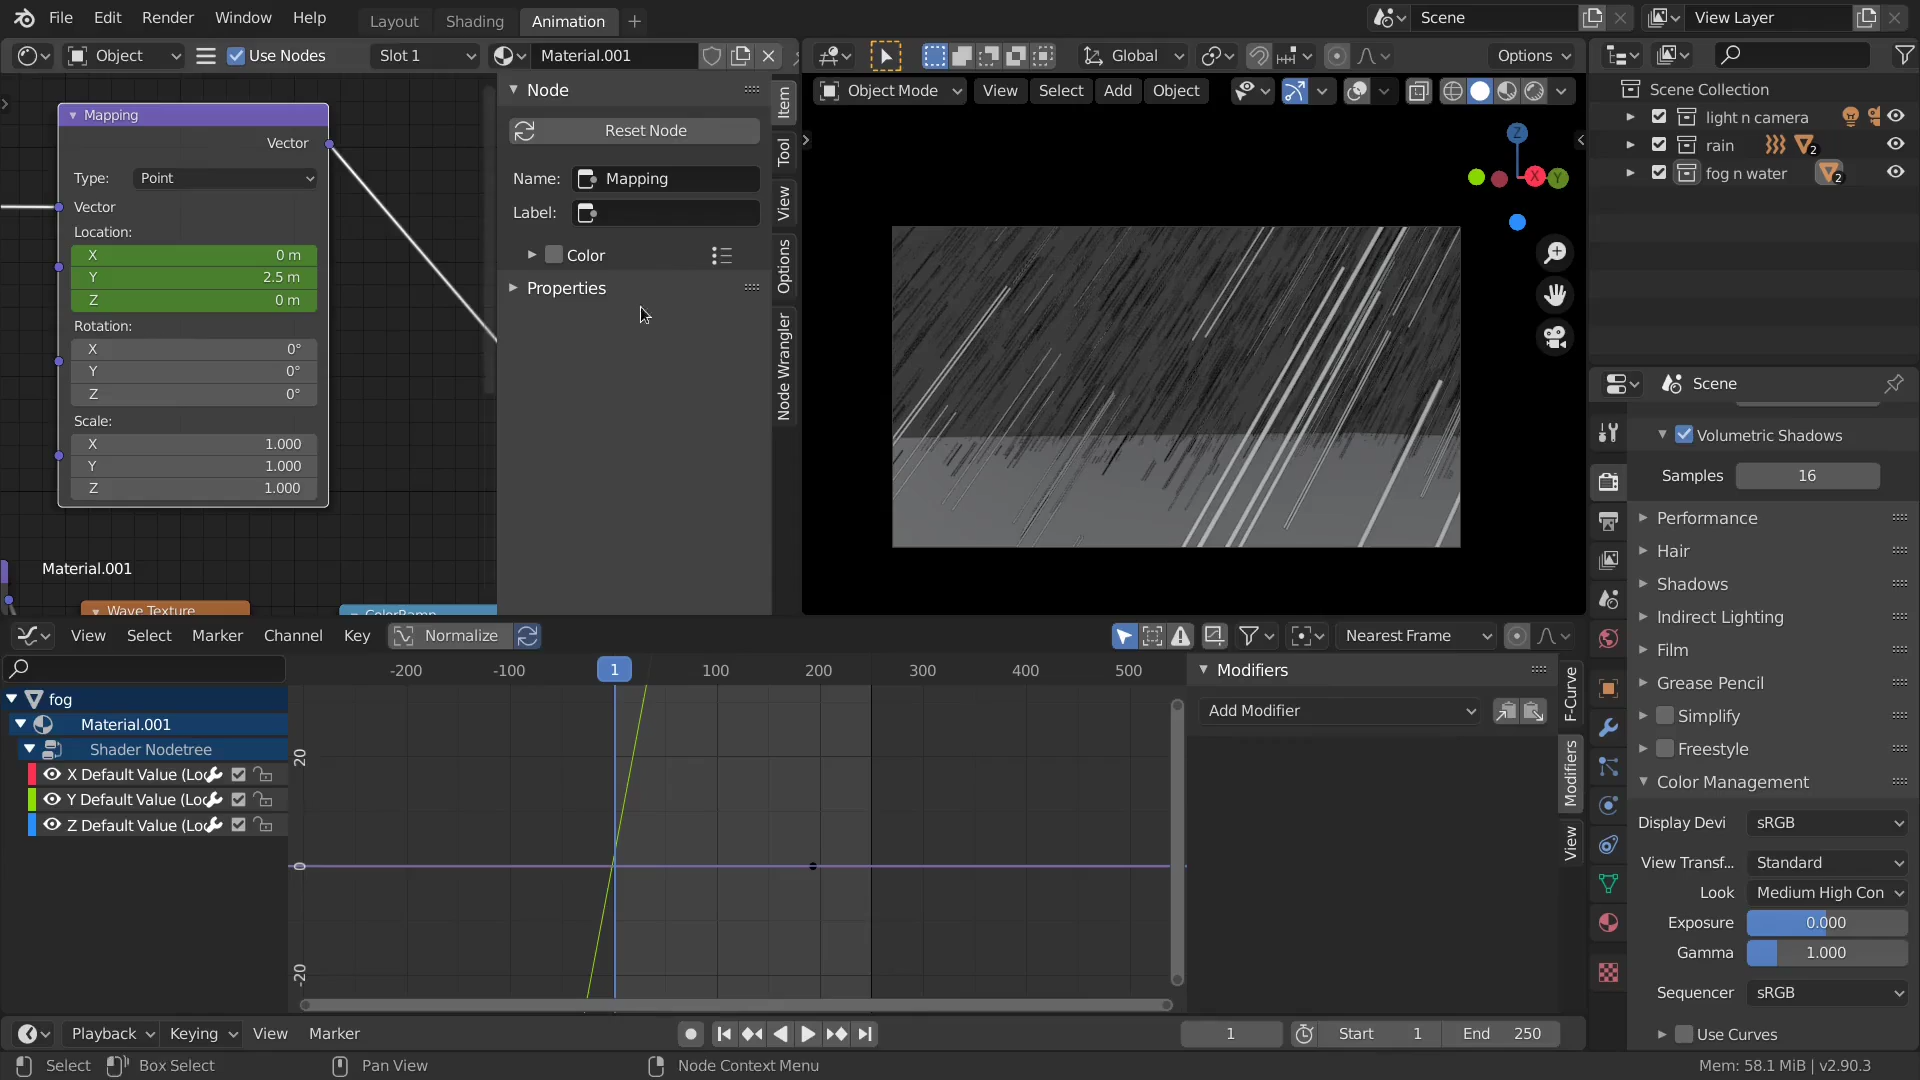 File Edit Render Window Help Layout Shading Animation + Scene View Layer
Object Use Nodes Slot 1 Material.001 Global Options
Object Mode View Select Add Object
Node
Reset Node
Name: Mapping
Label:
Color
Properties
Item
Tool
View
Options
Node Wrangler
Mapping
Vector
Type: Point
Vector
Location:
X 0 m
Y 2.5 m
Z 0 m
Rotation:
X 0°
Y 0°
Z 0°
Scale:
X 1.000
Y 1.000
Z 1.000
Material.001
Wave Texture
ColorRamp
Z
X
Y
Scene Collection
light n camera
rain 2
fog n water 2
Scene
Volumetric Shadows
Samples 16
Performance
Hair
Shadows
Indirect Lighting
Film
Grease Pencil
Simplify
Freestyle
Color Management
Display Devi sRGB
View Transf... Standard
Look Medium High Con
Exposure 0.000
Gamma 1.000
Sequencer sRGB
Use Curves
View Select Marker Channel Key Normalize Nearest Frame
-200 -100 1 100 200 300 400 500
fog
Material.001
Shader Nodetree
X Default Value (Loc
Y Default Value (Loc
Z Default Value (Loc
20
0
-20
Modifiers
Add Modifier
F-Curve
Modifiers
View
Playback Keying View Marker 1 Start 1 End 250
Select Box Select Pan View Node Context Menu Mem: 58.1 MiB | v2.90.3